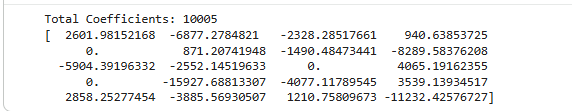 Total Coefficients: 10005
[  2601.98152168  -6877.2784821   -2328.28517661    940.63853725
      0.            871.20741948  -1490.48473441  -8289.58376208
  -5904.39196332  -2552.14519633      0.           4065.19162355
      0.         -15927.68813307  -4077.11789545   3539.13934517
   2858.25277454  -3885.56930507   1210.75809673 -11232.42576727]